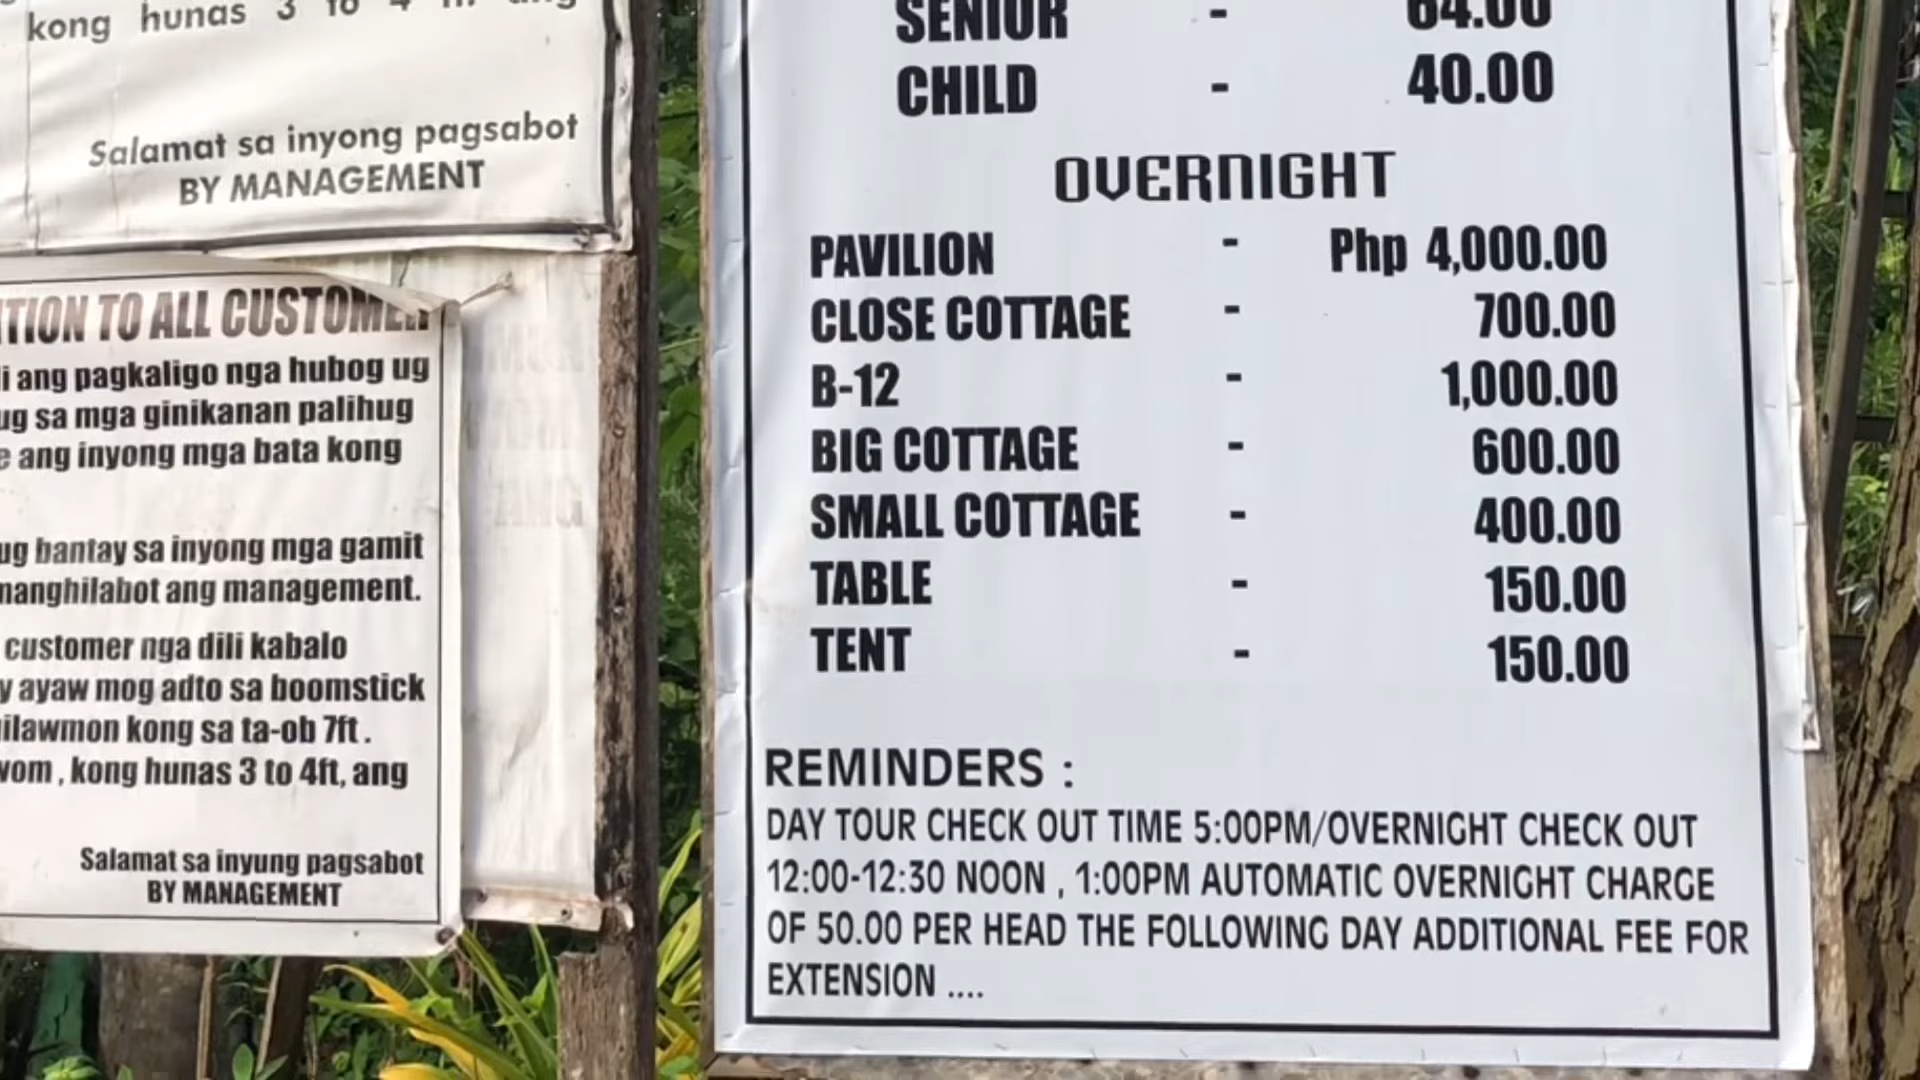 kong hunas 3 to 4
Salamat sa inyong pagsabot
BY MANAGEMENT
TION TO ALL CUSTOMER
i ang pagkaligo nga hubog ug
ug sa mga ginikanan palihug
e ang inyong mga bata kong
ug bantay sa inyong mga gamit
nanghilabot ang management.
customer nga dili kabalo
y ayaw mog adto sa boomstick
ilawmon kong sa ta-ob 7ft.
wom, kong hunas 3 to 4ft, ang
Salamat sa inyung pagsabot
BY MANAGEMENT
SENIOR - 64.00
CHILD - 40.00
OVERNIGHT
PAVILION - Php 4,000.00
CLOSE COTTAGE - 700.00
B-12 - 1,000.00
BIG COTTAGE - 600.00
SMALL COTTAGE - 400.00
TABLE - 150.00
TENT - 150.00
REMINDERS :
DAY TOUR CHECK OUT TIME 5:00PM/OVERNIGHT CHECK OUT
12:00-12:30 NOON , 1:00PM AUTOMATIC OVERNIGHT CHARGE
OF 50.00 PER HEAD THE FOLLOWING DAY ADDITIONAL FEE FOR
EXTENSION ....